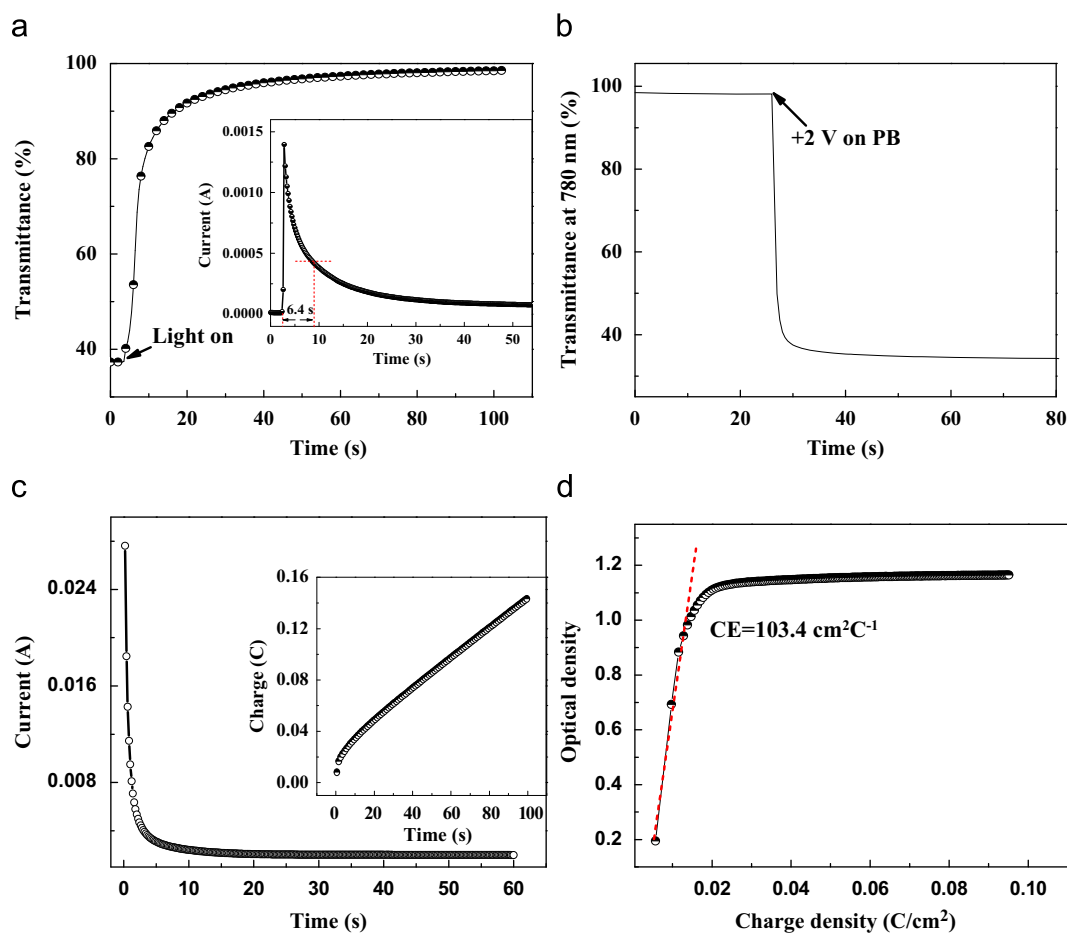 a
100
80
60
40
Transmittance (%)
Light on
0 20 40 60 80 100
Time (s)
0.0015
0.0010
0.0005
0.0000
Current (A)
6.4 s
0 10 20 30 40 50
Time (s)
b
100
80
60
40
Transmittance at 780 nm (%)
+2 V on PB
0 20 40 60 80
Time (s)
c
0.024
0.016
0.008
Current (A)
0 10 20 30 40 50 60
Time (s)
0.16
0.12
0.08
0.04
0.00
Charge (C)
0 20 40 60 80 100
Time (s)
d
1.2
1.0
0.8
0.6
0.4
0.2
Optical density
CE=103.4 cm²C⁻¹
0.02 0.04 0.06 0.08 0.10
Charge density (C/cm²)